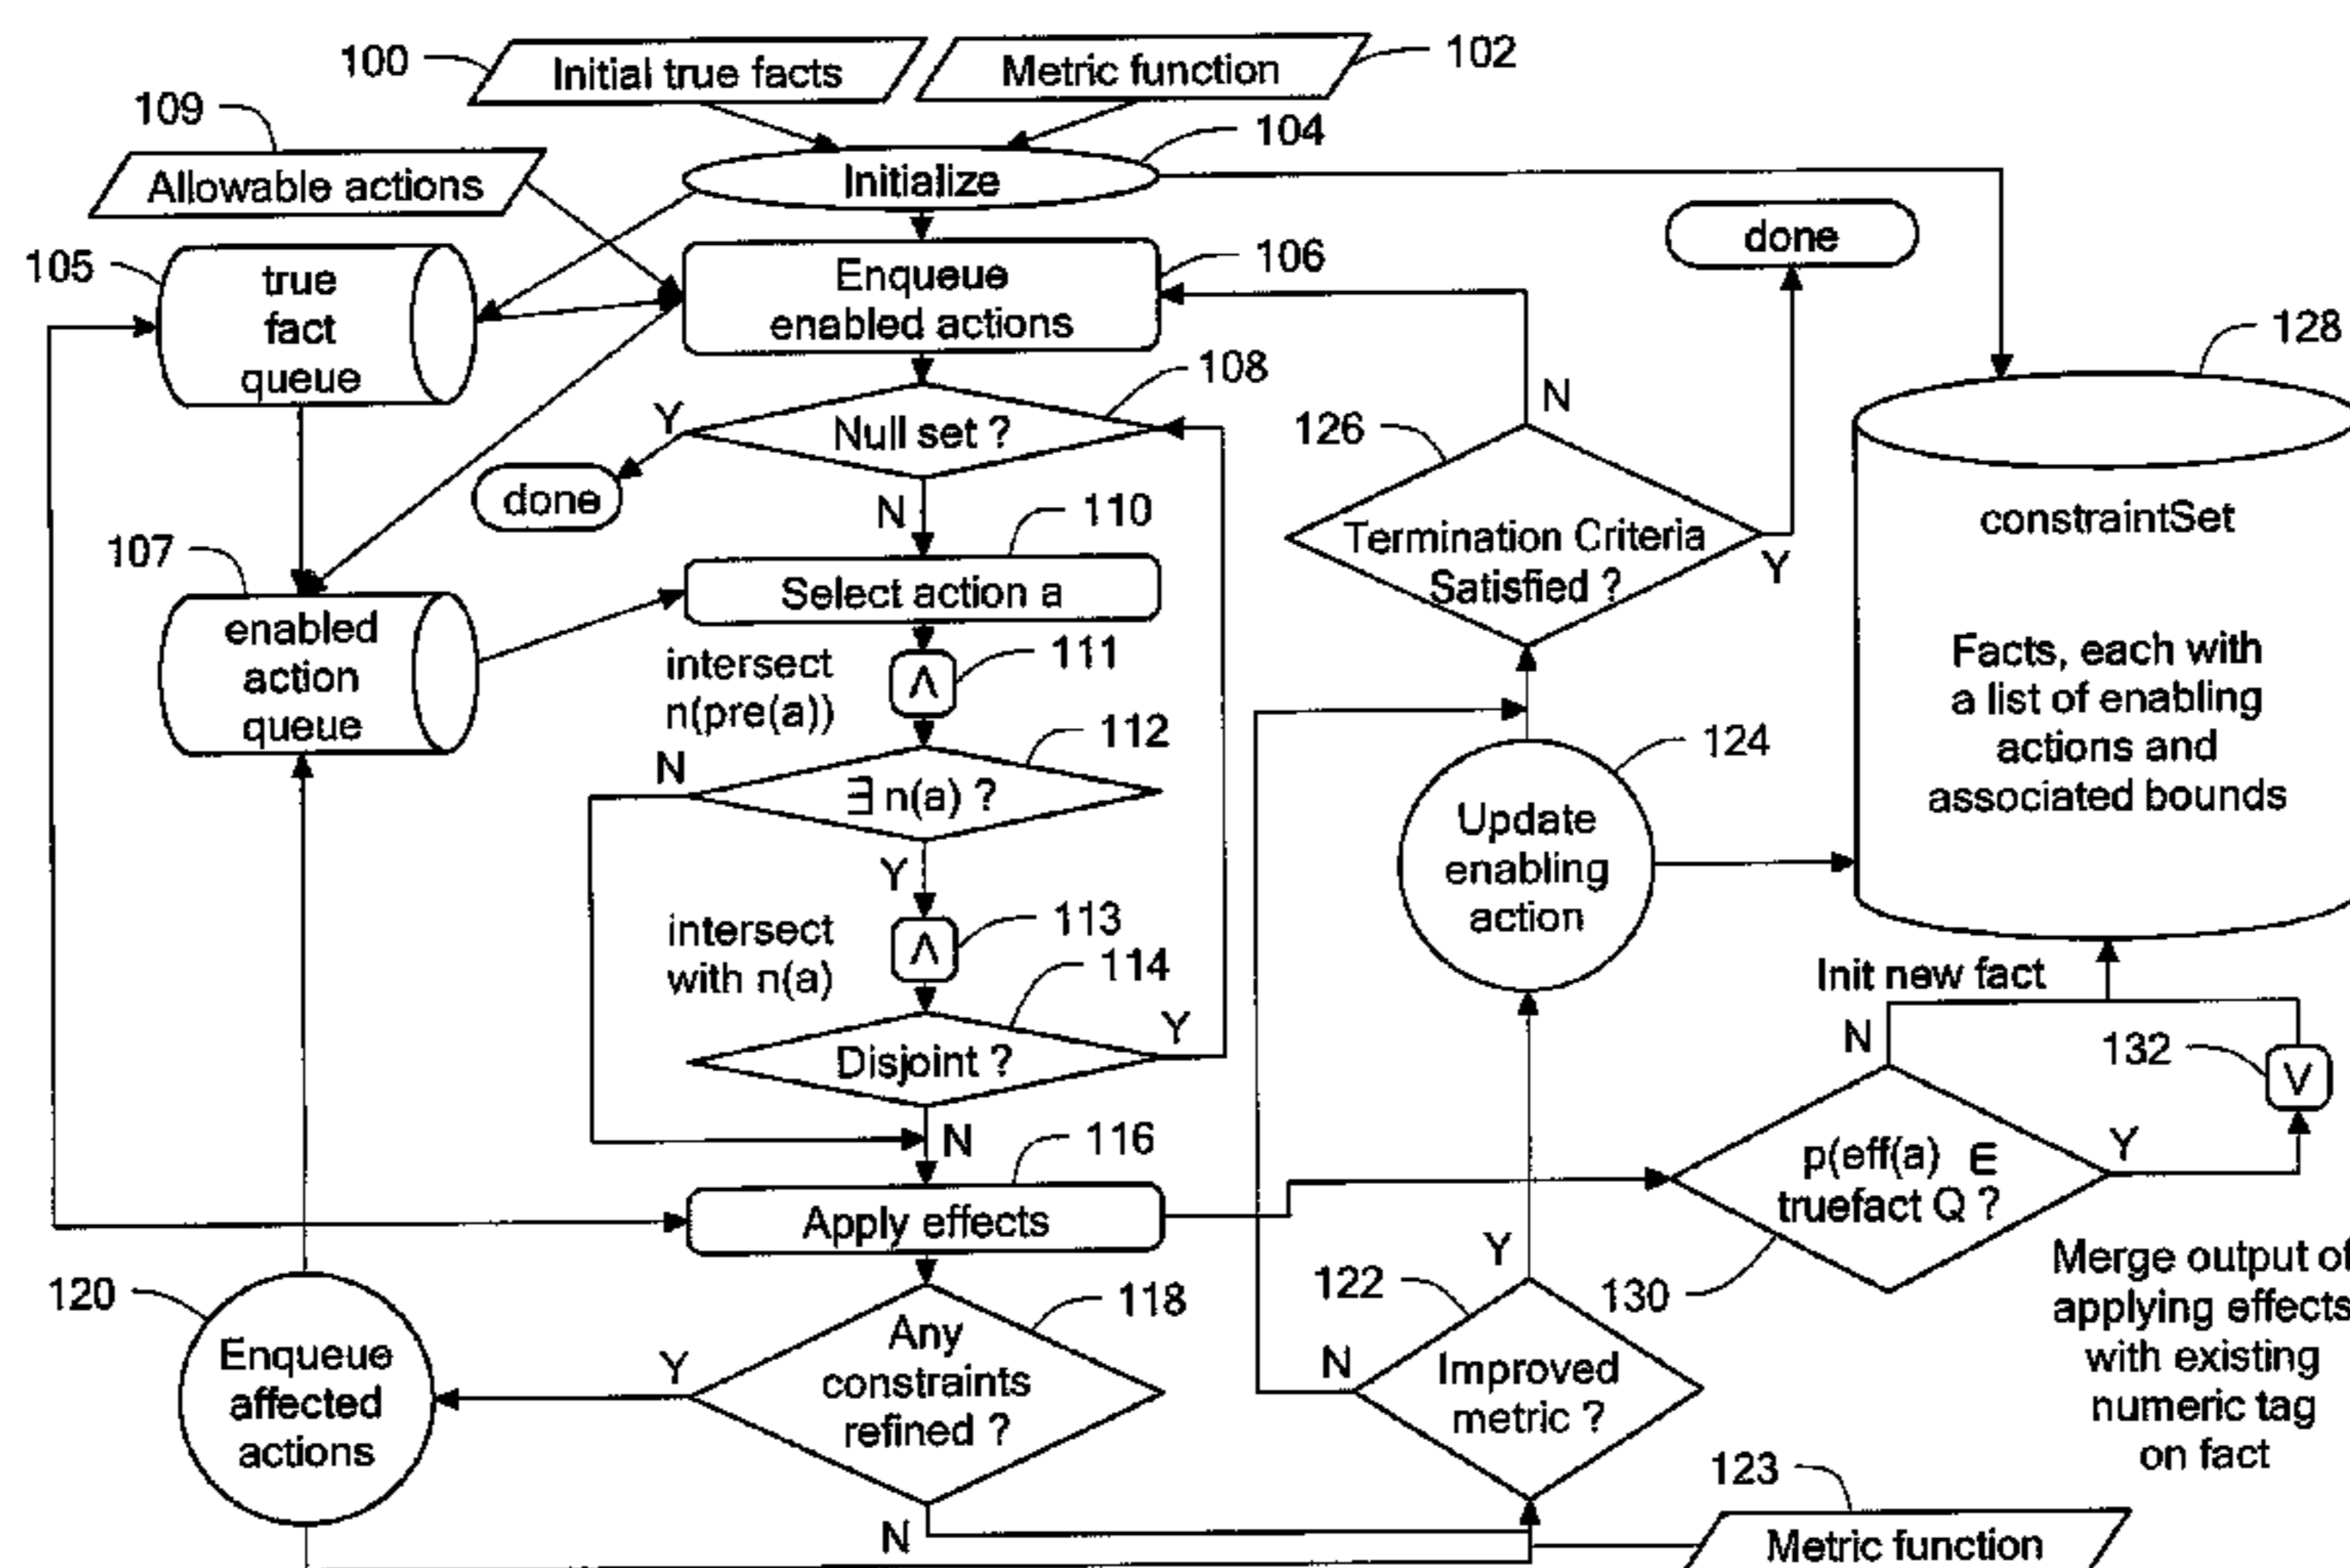 100
Initial true facts
Metric function
102
109
Allowable actions
104
Initialize
done
105
true
fact
queue
106
Enqueue
enabled actions
108
Null set ?
Y
N
done
126
N
Termination Criteria
Satisfied ?
Y
128
constraintSet
Facts, each with
a list of enabling
actions and
associated bounds
107
enabled
action
queue
110
Select action a
intersect
n(pre(a))
111
Λ
112
N
∃ n(a) ?
Y
124
Update
enabling
action
intersect
with n(a)
113
Λ
114
Disjoint ?
Y
N
Init new fact
N
132
V
116
Apply effects
p(eff(a) ∈
truefact Q ?
Y
130
120
Enqueue
affected
actions
118
Any
constraints
refined ?
Y
N
122
Y
N
Improved
metric ?
Merge output of
applying effects
with existing
numeric tag
on fact
123
Metric function